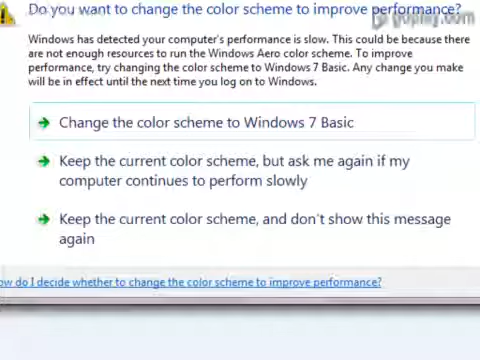 Do you want to change the color scheme to improve performance?
goplay.com
Windows has detected your computer's performance is slow. This could be because there
are not enough resources to run the Windows Aero color scheme. To improve
performance, try changing the color scheme to Windows 7 Basic. Any change you make
will be in effect until the next time you log on to Windows.
Change the color scheme to Windows 7 Basic
Keep the current color scheme, but ask me again if my
computer continues to perform slowly
Keep the current color scheme, and don't show this message
again
ow do I decide whether to change the color scheme to improve performance?